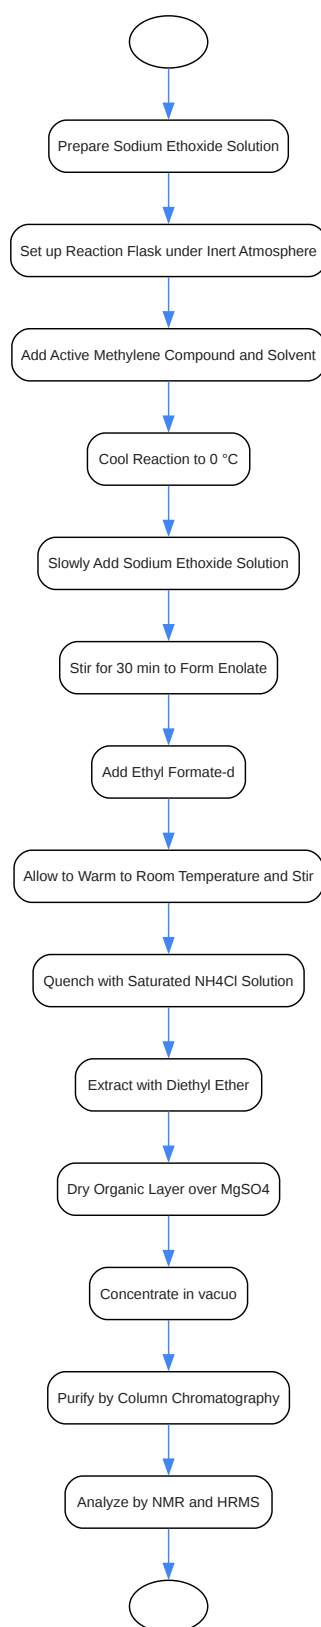 Prepare Sodium Ethoxide Solution
Set up Reaction Flask under Inert Atmosphere
Add Active Methylene Compound and Solvent
Cool Reaction to 0 °C
Slowly Add Sodium Ethoxide Solution
Stir for 30 min to Form Enolate
Add Ethyl Formate-d
Allow to Warm to Room Temperature and Stir
Quench with Saturated NH4Cl Solution
Extract with Diethyl Ether
Dry Organic Layer over MgSO4
Concentrate in vacuo
Purify by Column Chromatography
Analyze by NMR and HRMS